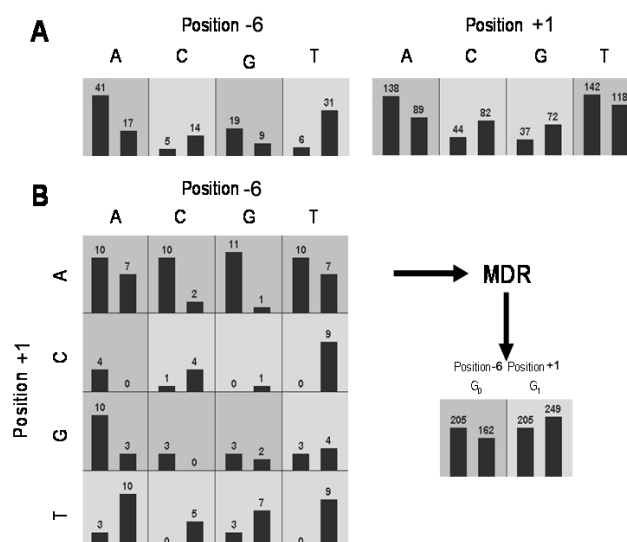 Position -6 Position +1
A
A C G T A C G T
41 17 5 14 19 9 6 31 138 89 44 82 37 72 142 118
Position -6
B
A C G T
A 10 7 10 2 11 1 10 7
MDR
C 4 0 1 4 0 1 0 9
Position-6 Position+1
G0 G1
205 162 205 249
G 10 3 3 0 3 2 3 4
T 3 10 0 5 3 7 0 9
Position +1